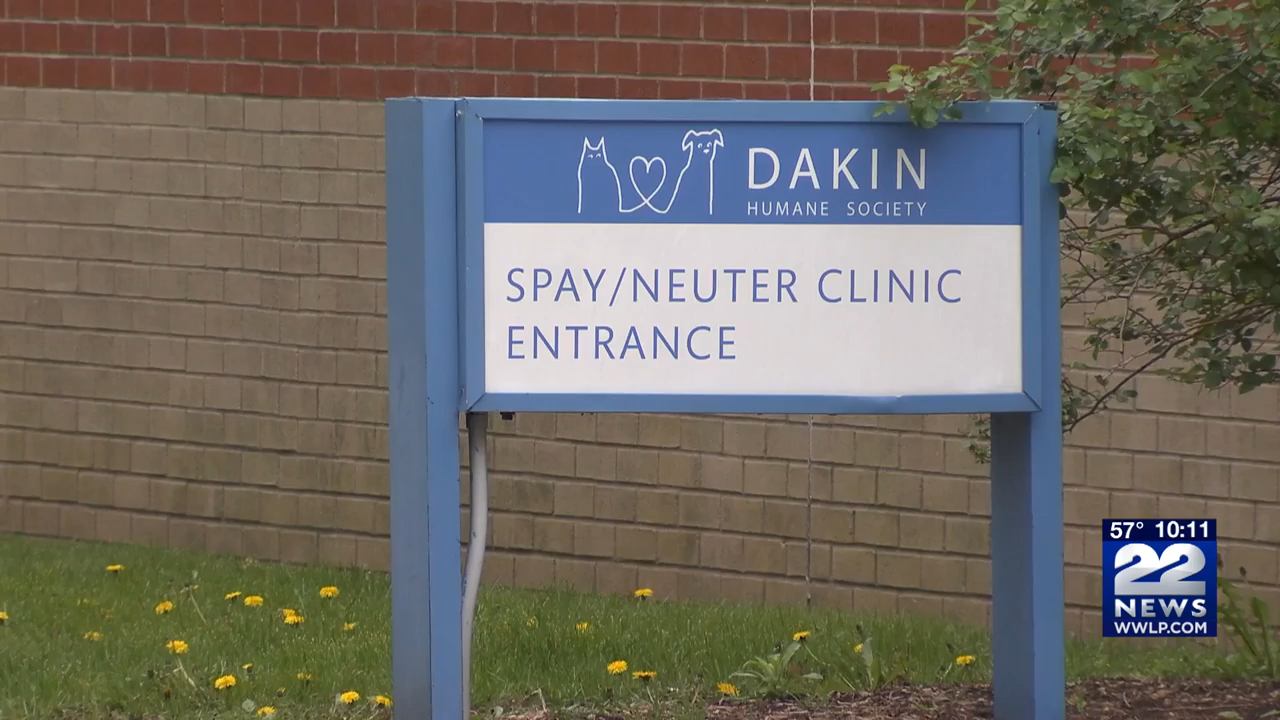 DAKIN
HUMANE SOCIETY
SPAY/NEUTER CLINIC
ENTRANCE
57° 10:11
22
NEWS
WWLP.COM